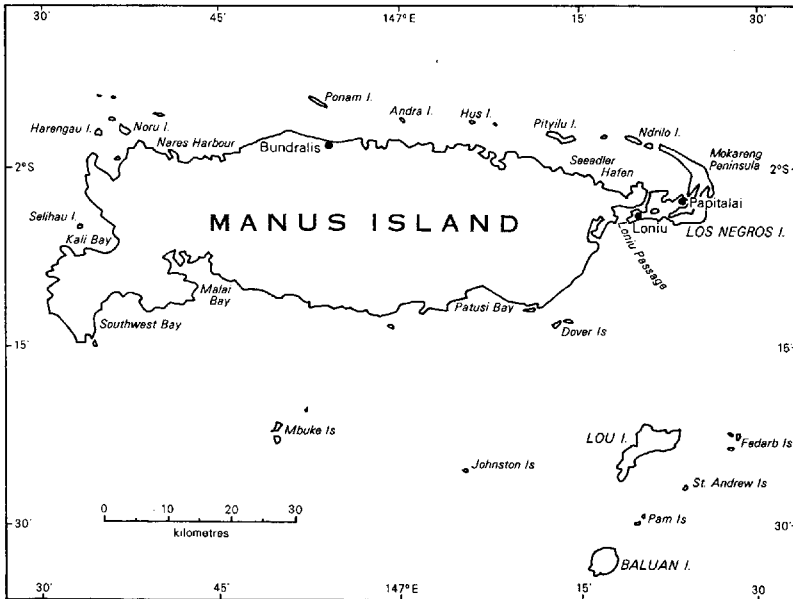 30'
45'
147°E
15'
30'
Ponam I.
Andra I.
Hus I.
Pityilu I.
Ndrilo I.
Harengau I.
Noru I.
Nares Harbour
Bundralis
Seeadler
Hafen
Mokareng
Peninsula
2°S
2°S
Papitalai
Selihau I.
Kali Bay
MANUS ISLAND
Loniu
LOS NEGROS I.
Loniu Passage
Malai
Bay
Southwest Bay
Patusi Bay
Dover Is
15'
15'
Mbuke Is
LOU I.
Fedarb Is
Johnston Is
St. Andrew Is
0 10 20 30
kilometres
Pam Is
30'
30'
BALUAN I.
30'
45'
147°E
15'
30